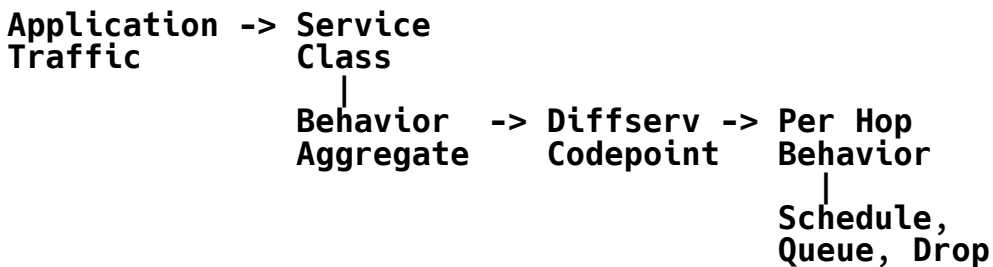 Application -> Service
Traffic Class
|
Behavior -> Diffserv -> Per Hop
Aggregate Codepoint Behavior
|
Schedule,
Queue, Drop